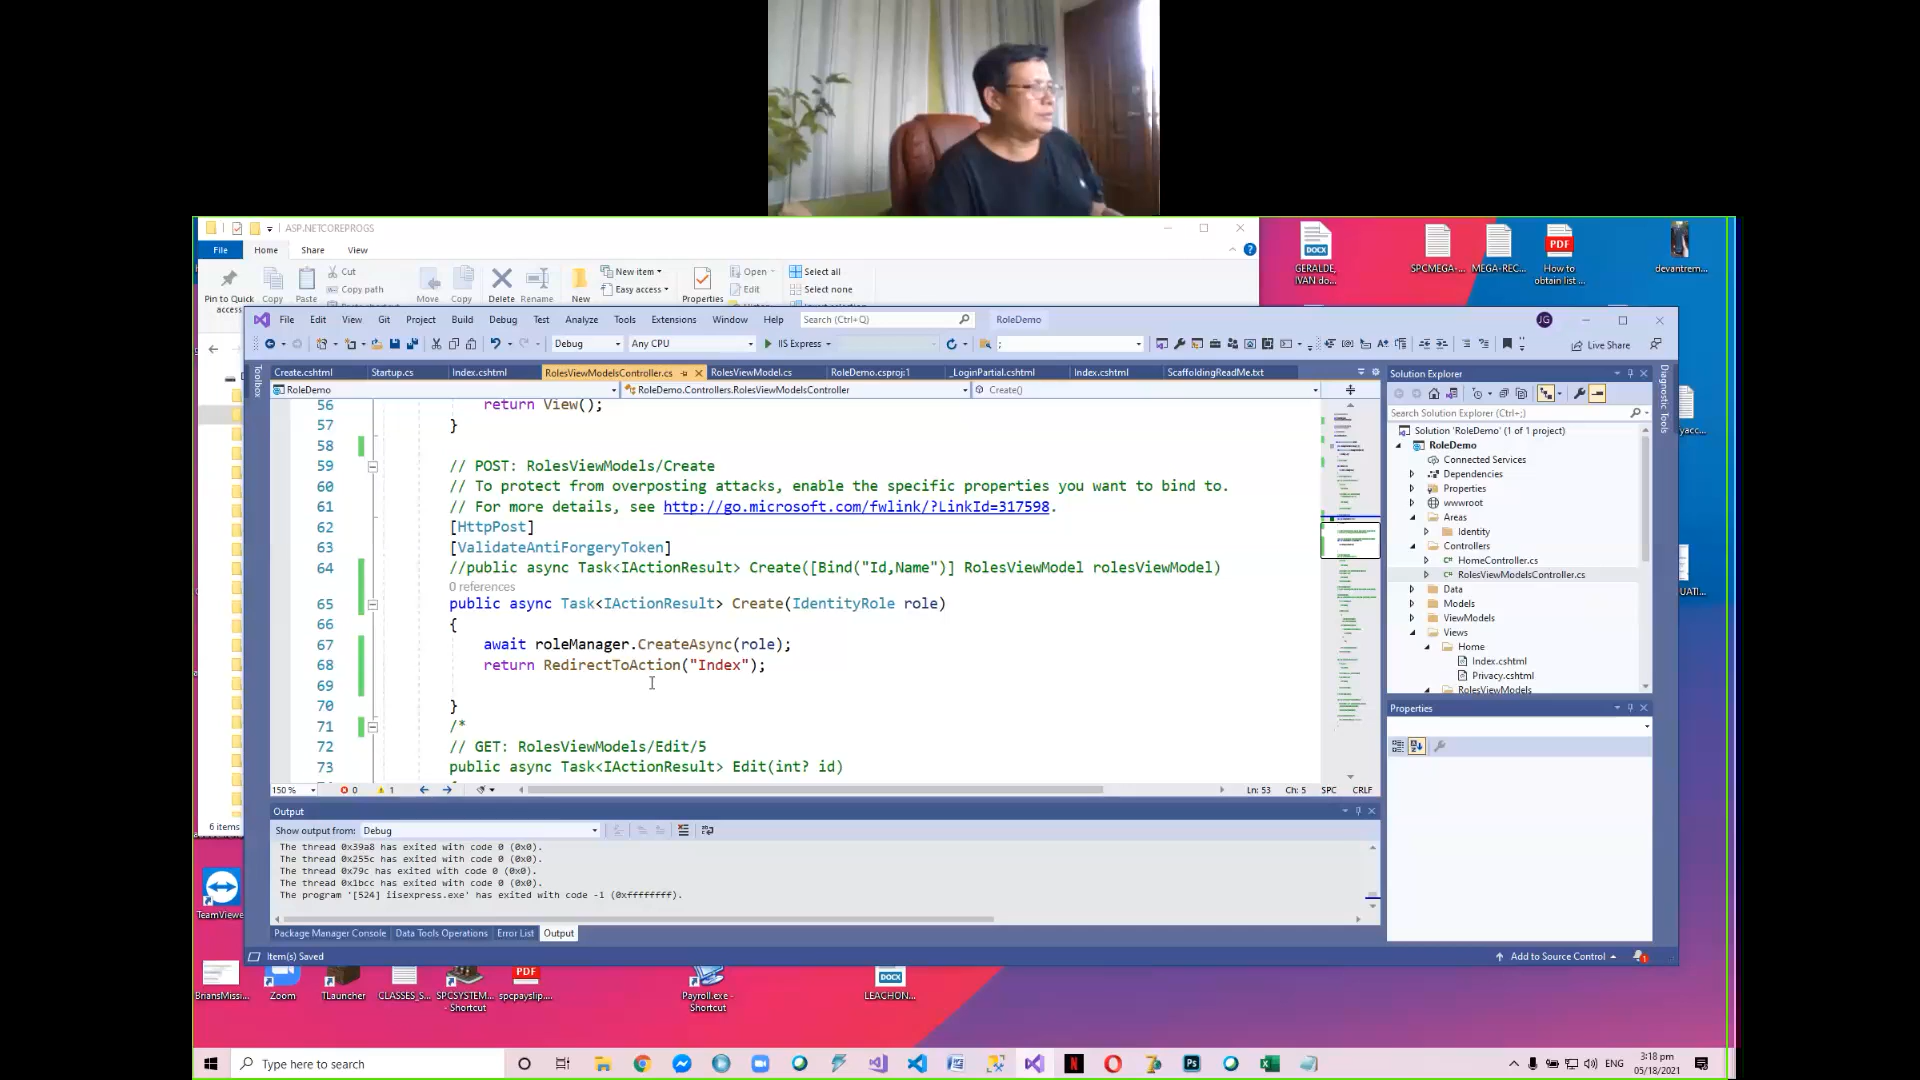 ASP.NETCOREPROGS
File Home Share View
Cut
Copy path
Pin to Quick access
Copy
Paste
Move
Copy
Delete
Rename
New item
Easy access
New
Properties
Open
Edit
Select all
Select none
6 items
GERALDE, IVAN do...
SPCMEGA-...
MEGA-REC...
How to obtain list ...
devantrem...
File Edit View Git Project Build Debug Test Analyze Tools Extensions Window Help Search (Ctrl+Q) RoleDemo JG
Debug Any CPU IIS Express ; Live Share
Create.cshtml Startup.cs Index.cshtml RolesViewModelsController.cs RolesViewModel.cs RoleDemo.csproj:1 _LoginPartial.cshtml Index.cshtml ScaffoldingReadMe.txt
RoleDemo RoleDemo.Controllers.RolesViewModelsController Create()
Toolbox
Diagnostic Tools
56 return View();
57 }
58
59 // POST: RolesViewModels/Create
60 // To protect from overposting attacks, enable the specific properties you want to bind to.
61 // For more details, see http://go.microsoft.com/fwlink/?LinkId=317598.
62 [HttpPost]
63 [ValidateAntiForgeryToken]
64 //public async Task<IActionResult> Create([Bind("Id,Name")] RolesViewModel rolesViewModel)
0 references
65 public async Task<IActionResult> Create(IdentityRole role)
66 {
67 await roleManager.CreateAsync(role);
68 return RedirectToAction("Index");
69
70 }
71 /*
72 // GET: RolesViewModels/Edit/5
73 public async Task<IActionResult> Edit(int? id)
150 % 0 1 Ln: 53 Ch: 5 SPC CRLF
Output
Show output from: Debug
The thread 0x39a8 has exited with code 0 (0x0).
The thread 0x255c has exited with code 0 (0x0).
The thread 0x79c has exited with code 0 (0x0).
The thread 0x1bcc has exited with code 0 (0x0).
The program '[524] iisexpress.exe' has exited with code -1 (0xffffffff).
Package Manager Console Data Tools Operations Error List Output
Item(s) Saved Add to Source Control 1
Solution Explorer
Search Solution Explorer (Ctrl+;)
Solution 'RoleDemo' (1 of 1 project)
RoleDemo
Connected Services
Dependencies
Properties
wwwroot
Areas
Identity
Controllers
HomeController.cs
RolesViewModelsController.cs
Data
Models
ViewModels
Views
Home
Index.cshtml
Privacy.cshtml
RolesViewModels
Properties
TeamViewe
BriansMissi...
Zoom
TLauncher
CLASSES_S...
SPCSYSTEM... - Shortcut
spcpayslip....
Payroll.exe - Shortcut
LEACHON...
Type here to search
ENG
3:18 pm
05/18/2021